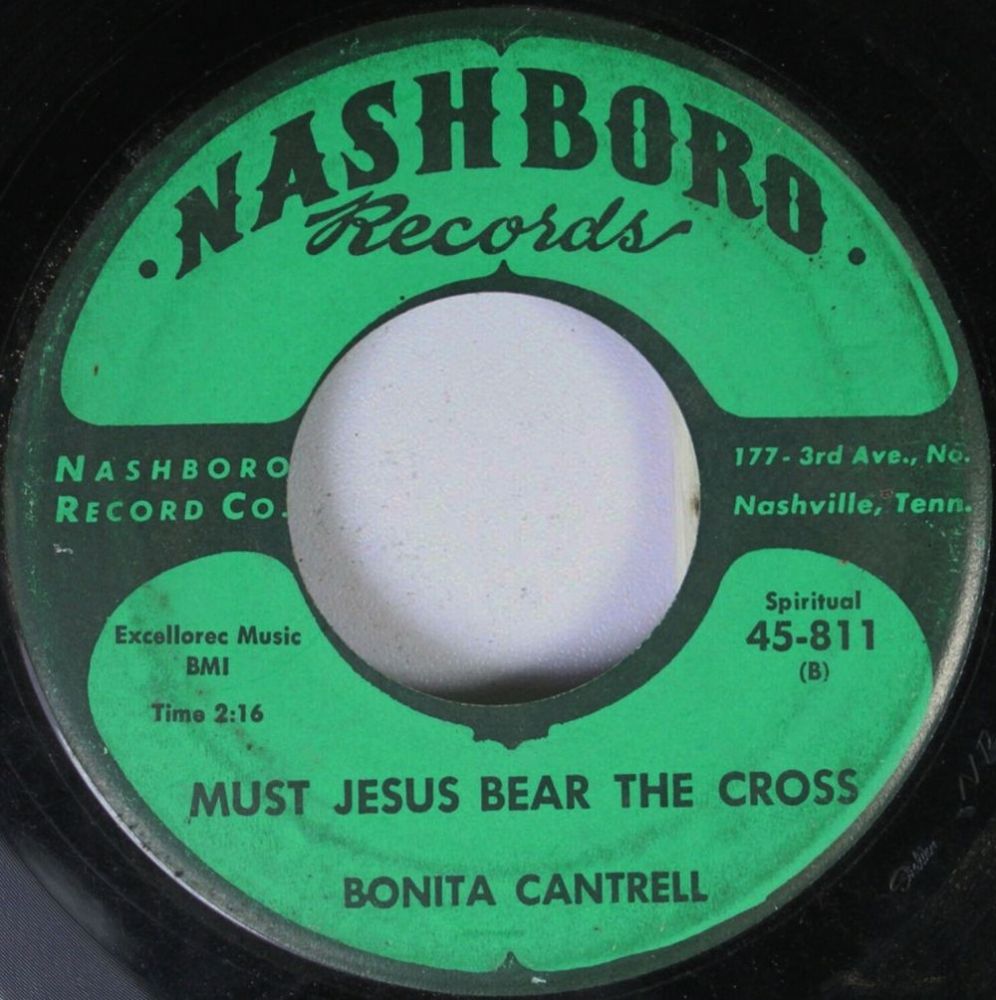 • NASHBORO •
Records
NASHBORO
RECORD CO.
177 - 3rd Ave., No.
Nashville, Tenn.
Excellorec Music
BMI
Time 2:16
Spiritual
45-811
(B)
MUST JESUS BEAR THE CROSS
BONITA CANTRELL